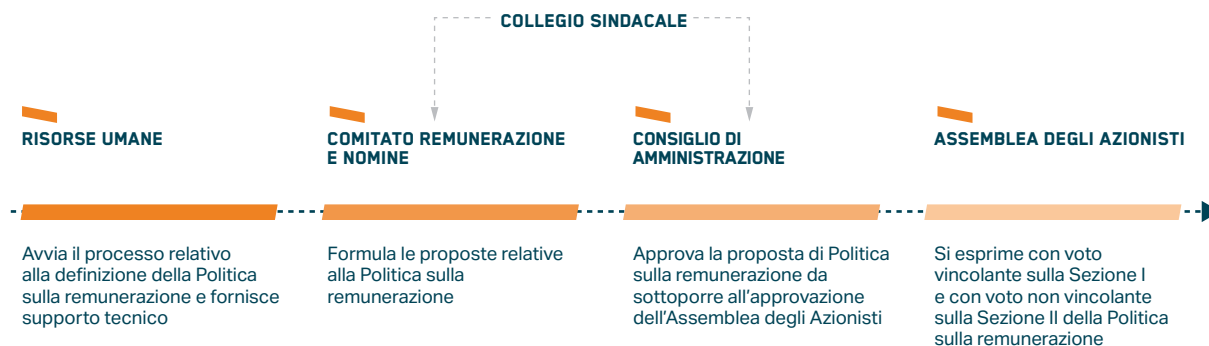 COLLEGIO SINDACALE
RISORSE UMANE
COMITATO REMUNERAZIONE
E NOMINE
CONSIGLIO DI
AMMINISTRAZIONE
ASSEMBLEA DEGLI AZIONISTI
Avvia il processo relativo
alla definizione della Politica
sulla remunerazione e fornisce
supporto tecnico
Formula le proposte relative
alla Politica sulla
remunerazione
Approva la proposta di Politica
sulla remunerazione da
sottoporre all’approvazione
dell’Assemblea degli Azionisti
Si esprime con voto
vincolante sulla Sezione I
e con voto non vincolante
sulla Sezione II della Politica
sulla remunerazione